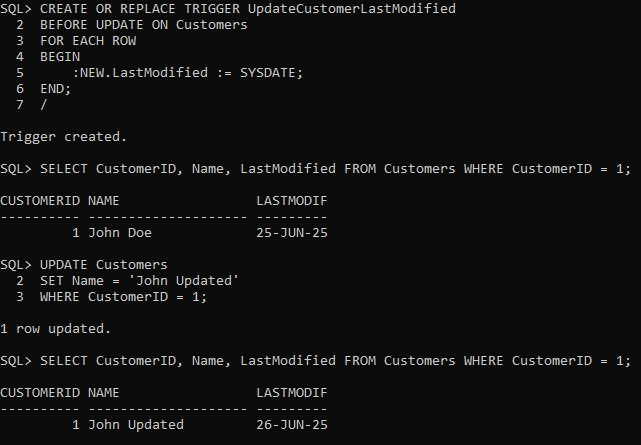 SQL> CREATE OR REPLACE TRIGGER UpdateCustomerLastModified
  2  BEFORE UPDATE ON Customers
  3  FOR EACH ROW
  4  BEGIN
  5      :NEW.LastModified := SYSDATE;
  6  END;
  7  /
Trigger created.
SQL> SELECT CustomerID, Name, LastModified FROM Customers WHERE CustomerID = 1;
CUSTOMERID NAME                 LASTMODIF
---------- -------------------- ---------
         1 John Doe             25-JUN-25
SQL> UPDATE Customers
  2  SET Name = 'John Updated'
  3  WHERE CustomerID = 1;
1 row updated.
SQL> SELECT CustomerID, Name, LastModified FROM Customers WHERE CustomerID = 1;
CUSTOMERID NAME                 LASTMODIF
---------- -------------------- ---------
         1 John Updated         26-JUN-25